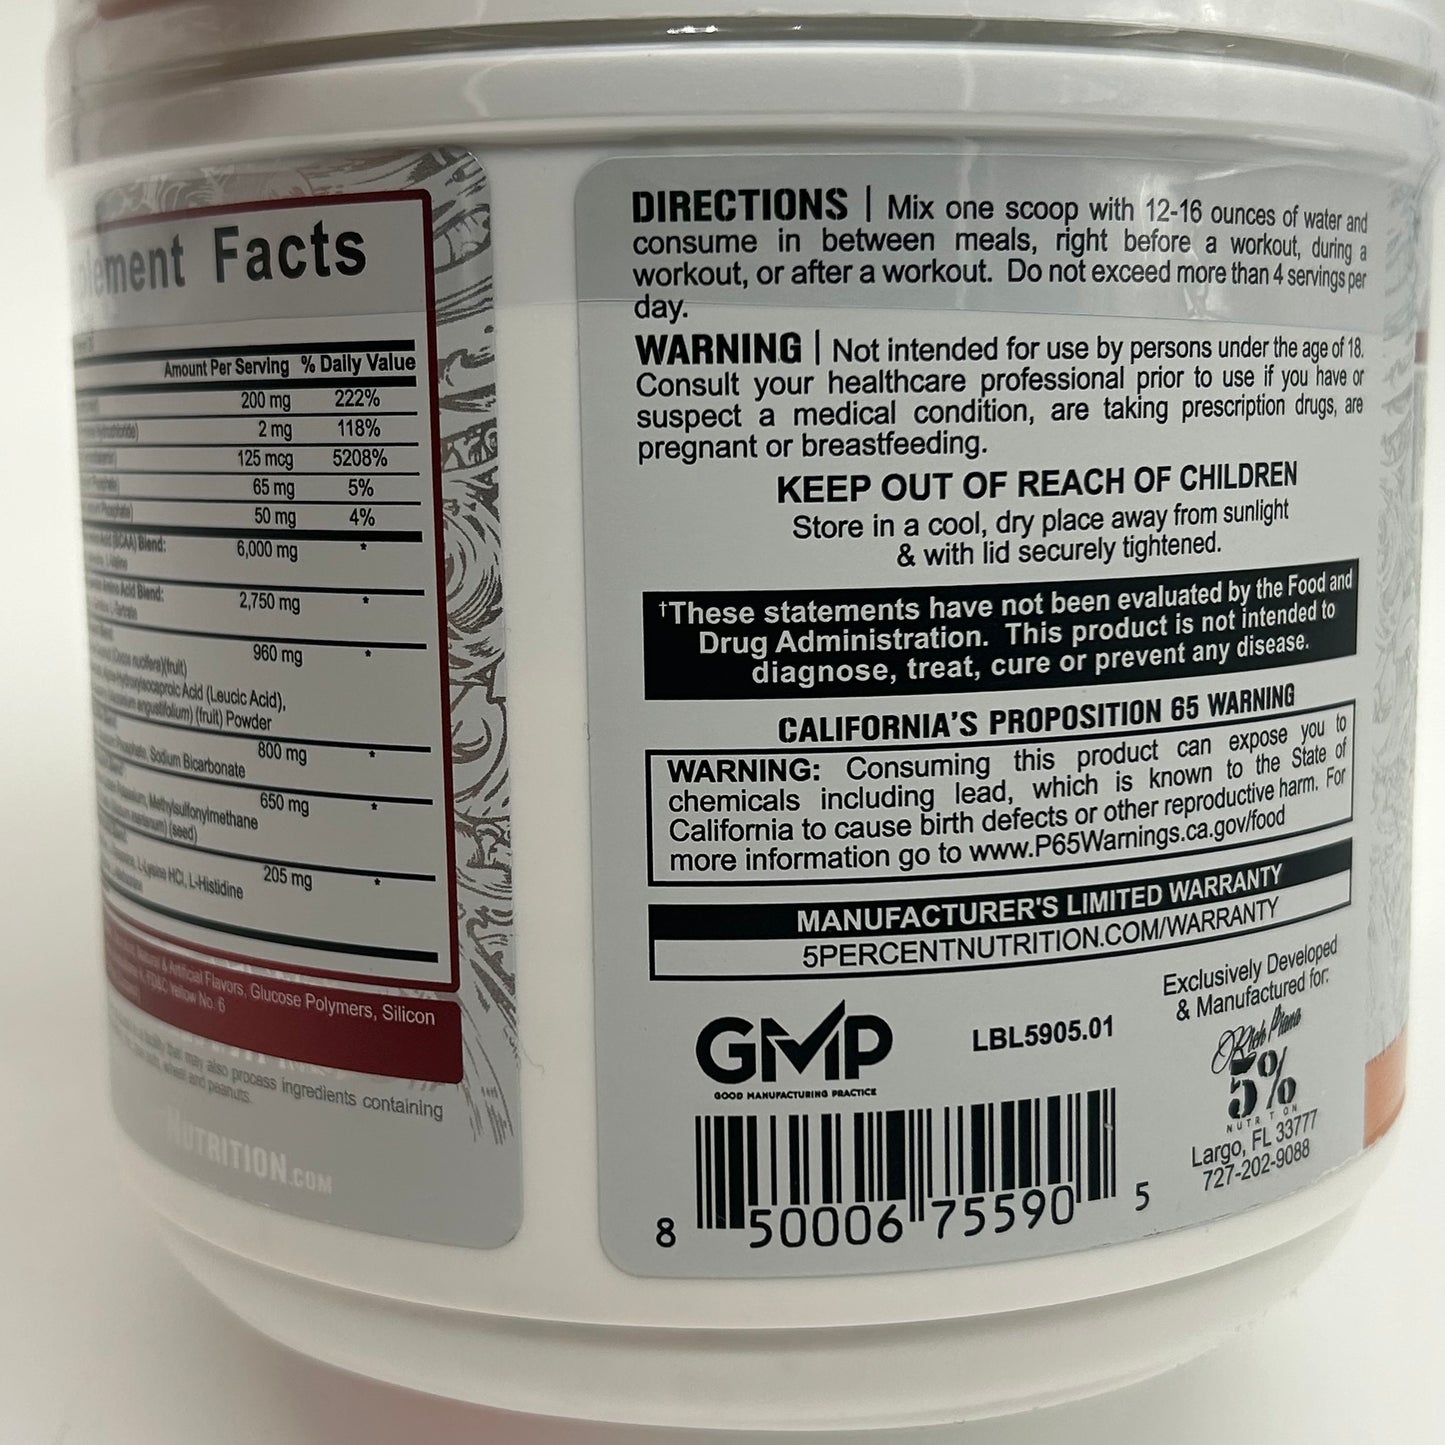 Facts
Amount Per Serving % Daily Value
200 mg 222%
2 mg 118%
125 mcg 5208%
65 mg 5%
50 mg 4%
Blend: 6,000 mg *
Acid Blend: 2,750 mg *
960 mg *
(fruit)
Acid (Leucic Acid),
(fruit) Powder
800 mg *
Sodium Bicarbonate
650 mg *
Methylsulfonylmethane
(seed)
205 mg *
HCl, L-Histidine
& Artificial Flavors, Glucose Polymers, Silicon
Yellow No. 6
that may also process ingredients containing
and peanuts.
NUTRITION.COM
DIRECTIONS | Mix one scoop with 12-16 ounces of water and
consume in between meals, right before a workout, during a
workout, or after a workout. Do not exceed more than 4 servings per
day.
WARNING | Not intended for use by persons under the age of 18.
Consult your healthcare professional prior to use if you have or
suspect a medical condition, are taking prescription drugs, are
pregnant or breastfeeding.
KEEP OUT OF REACH OF CHILDREN
Store in a cool, dry place away from sunlight
& with lid securely tightened.
†These statements have not been evaluated by the Food and
Drug Administration. This product is not intended to
diagnose, treat, cure or prevent any disease.
CALIFORNIA'S PROPOSITION 65 WARNING
WARNING: Consuming this product can expose you to
chemicals including lead, which is known to the State of
California to cause birth defects or other reproductive harm. For
more information go to www.P65Warnings.ca.gov/food
MANUFACTURER'S LIMITED WARRANTY
5PERCENTNUTRITION.COM/WARRANTY
GMP
GOOD MANUFACTURING PRACTICE
LBL5905.01
Exclusively Developed
& Manufactured for:
Rich Piana
5%
NUTRITION
Largo, FL 33777
727-202-9088
8 50006 75590 5